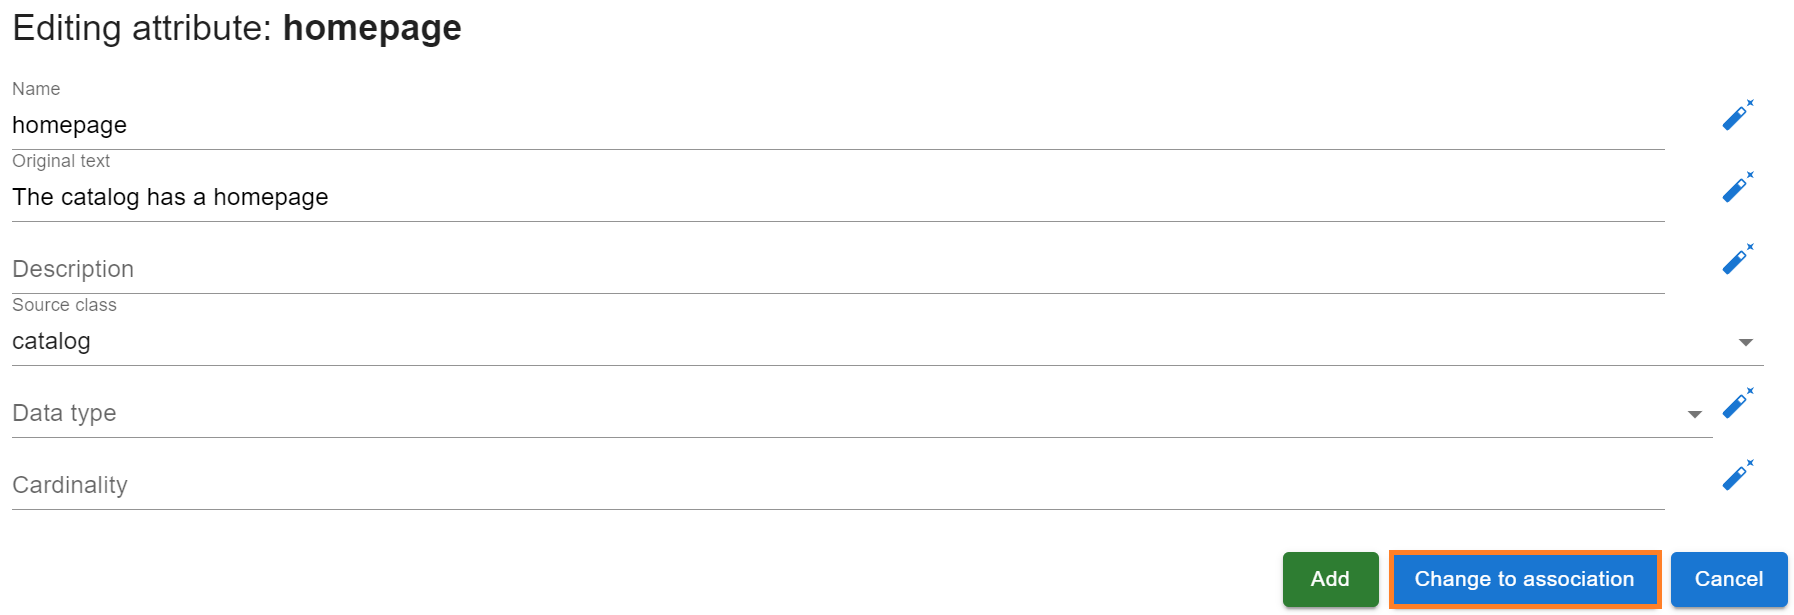 Editing attribute: homepage
Name
homepage
Original text
The catalog has a homepage
Description
Source class
catalog
Data type
Cardinality
Add Change to association Cancel